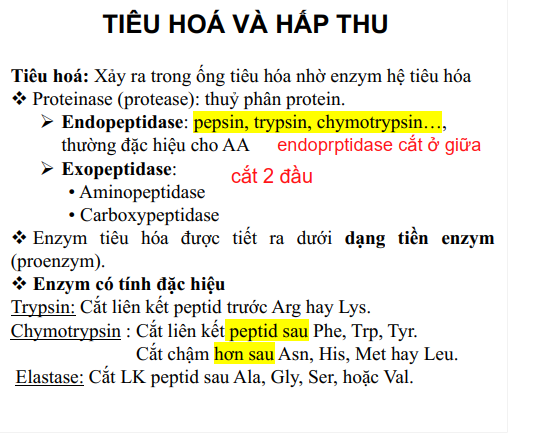 TIÊU HOÁ VÀ HẤP THU
Tiêu hoá: Xảy ra trong ống tiêu hóa nhờ enzym hệ tiêu hóa
❖ Proteinase (protease): thuỷ phân protein.
➢ Endopeptidase: pepsin, trypsin, chymotrypsin…,
thường đặc hiệu cho AA endoprptidase cắt ở giữa
➢ Exopeptidase:
cắt 2 đầu
• Aminopeptidase
• Carboxypeptidase
❖ Enzym tiêu hóa được tiết ra dưới dạng tiền enzym
(proenzym).
❖ Enzym có tính đặc hiệu
Trypsin: Cắt liên kết peptid trước Arg hay Lys.
Chymotrypsin : Cắt liên kết peptid sau Phe, Trp, Tyr.
Cắt chậm hơn sau Asn, His, Met hay Leu.
Elastase: Cắt LK peptid sau Ala, Gly, Ser, hoặc Val.